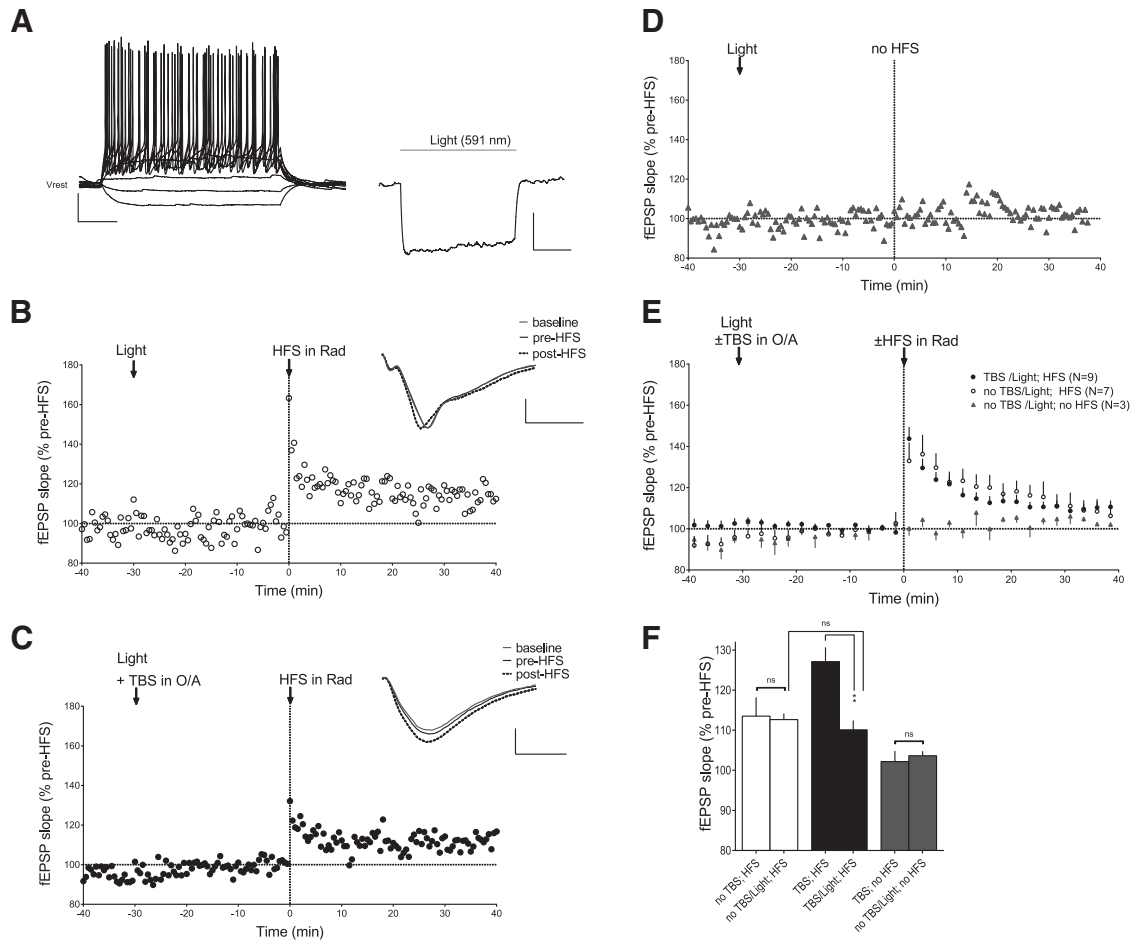 A
Vrest
Light (591 nm)
B
Light
HFS in Rad
baseline
pre-HFS
post-HFS
fEPSP slope (% pre-HFS)
180
160
140
120
100
80
-40
-30
-20
-10
0
10
20
30
40
Time (min)
C
Light
+ TBS in O/A
HFS in Rad
baseline
pre-HFS
post-HFS
fEPSP slope (% pre-HFS)
180
160
140
120
100
80
-40
-30
-20
-10
0
10
20
30
40
Time (min)
D
Light
no HFS
fEPSP slope (% pre-HFS)
180
160
140
120
100
80
-40
-30
-20
-10
0
10
20
30
40
Time (min)
E
Light
±TBS in O/A
±HFS in Rad
TBS /Light; HFS (N=9)
no TBS/Light; HFS (N=7)
no TBS /Light; no HFS (N=3)
fEPSP slope (% pre-HFS)
180
160
140
120
100
80
-40
-30
-20
-10
0
10
20
30
40
Time (min)
F
fEPSP slope (% pre-HFS)
130
120
110
100
90
80
ns
ns
**
ns
no TBS; HFS
no TBS/Light; HFS
TBS; HFS
TBS/Light; HFS
TBS; no HFS
no TBS/Light; no HFS